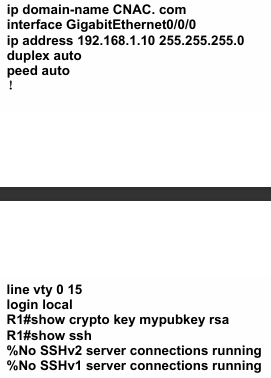 ip domain-name CNAC. com
interface GigabitEthernet0/0/0
ip address 192.168.1.10 255.255.255.0
duplex auto
peed auto
!
line vty 0 15
login local
R1#show crypto key mypubkey rsa
R1#show ssh
%No SSHv2 server connections running
%No SSHv1 server connections running